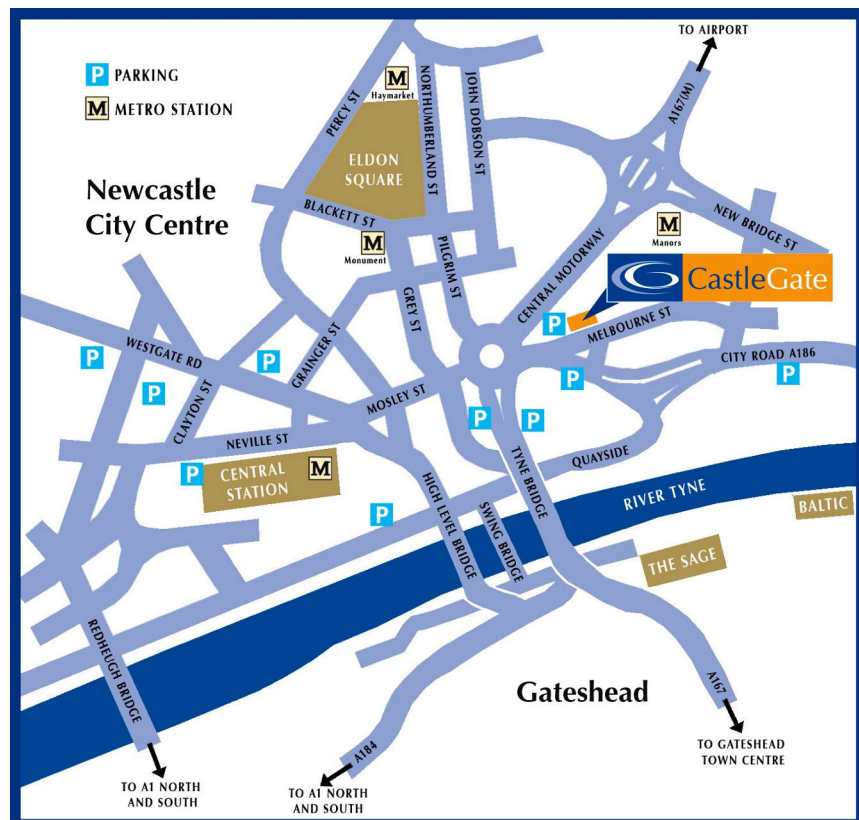 TO AIRPORT
P PARKING
M METRO STATION
M
Haymarket
PERCY ST
NORTHUMBERLAND ST
JOHN DOBSON ST
A167(M)
ELDON
SQUARE
Newcastle
City Centre
BLACKETT ST
M
Monument
M
Manors
NEW BRIDGE ST
CENTRAL MOTORWAY
PILGRIM ST
GREY ST
CastleGate
P
MELBOURNE ST
GRAINGER ST
WESTGATE RD
P
P
P
CITY ROAD A186
P
P
CLAYTON ST
MOSLEY ST
P
P
NEVILLE ST
P
CENTRAL
STATION
M
QUAYSIDE
TYNE BRIDGE
HIGH LEVEL BRIDGE
SWING BRIDGE
P
RIVER TYNE
BALTIC
THE SAGE
REDHEUGH BRIDGE
Gateshead
A167
A184
TO GATESHEAD
TOWN CENTRE
TO A1 NORTH
AND SOUTH
TO A1 NORTH
AND SOUTH